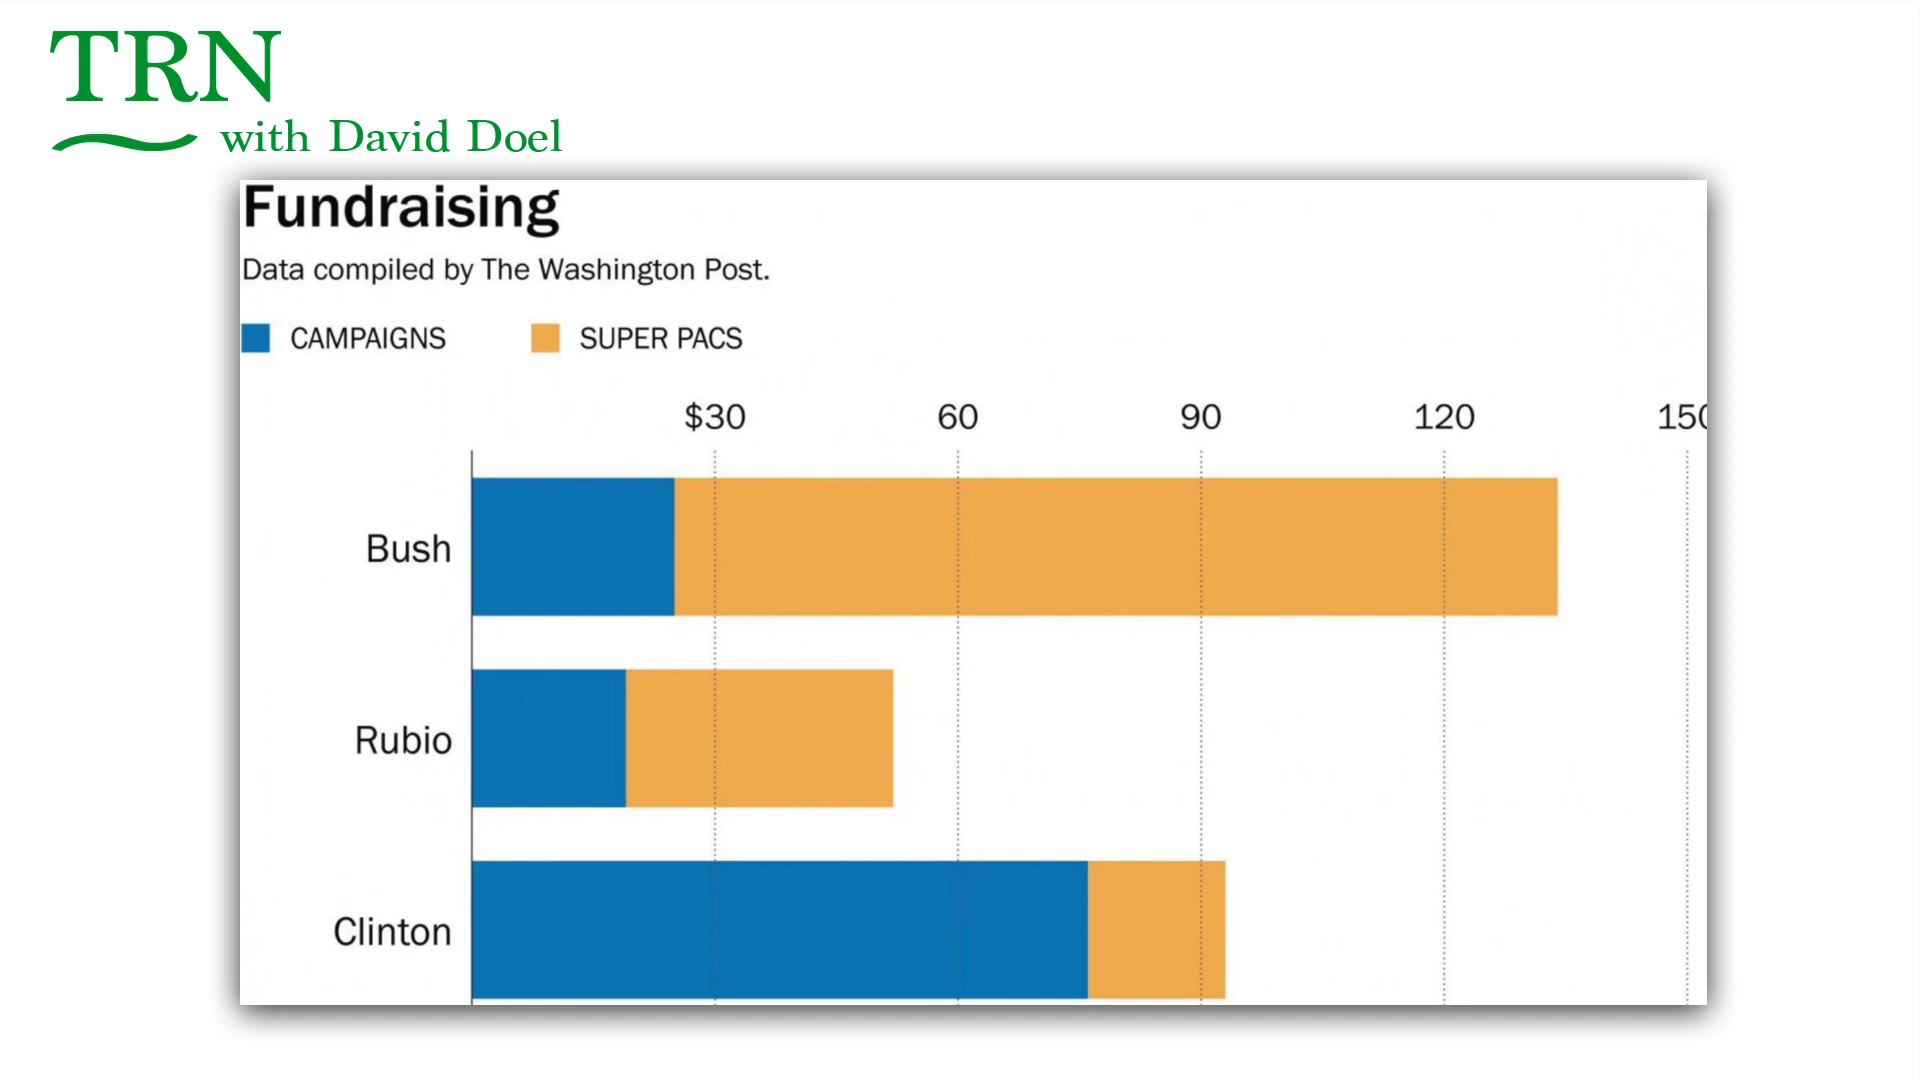 TRN
with David Doel
Fundraising
Data compiled by The Washington Post.
CAMPAIGNS SUPER PACS
$30 60 90 120 150
Bush
Rubio
Clinton